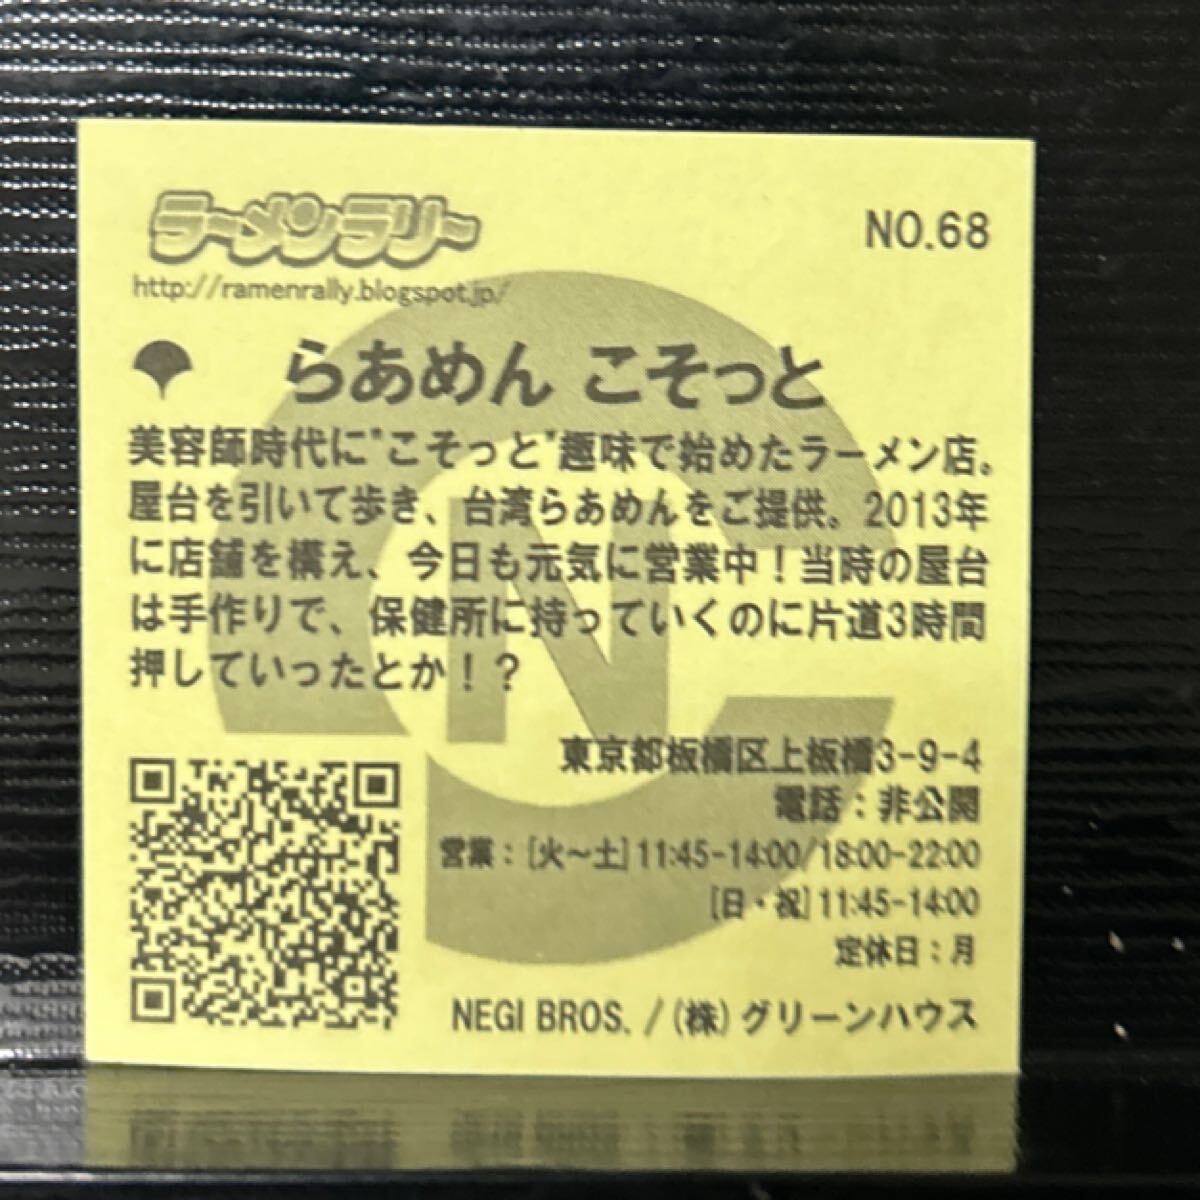 ラーメンラリー
NO.68
http://ramenrally.blogspot.jp/
らあめん こそっと
美容師時代に"こそっと"趣味で始めたラーメン店。
屋台を引いて歩き、台湾らあめんをご提供。2013年
に店舗を構え、今日も元気に営業中！当時の屋台
は手作りで、保健所に持っていくのに片道3時間
押していったとか！？
N
東京都板橋区上板橋3-9-4
電話：非公開
営業：[火～土]11:45-14:00/18:00-22:00
[日・祝]11:45-14:00
定休日：月
NEGI BROS. / (株)グリーンハウス